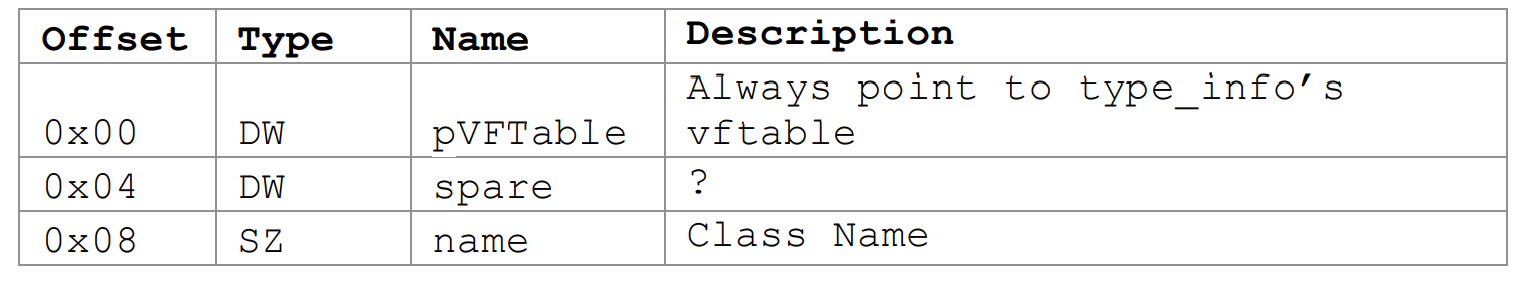 Offset Type Name Description
0x00 DW pVFTable Always point to type_info’s
vftable
0x04 DW spare ?
0x08 SZ name Class Name